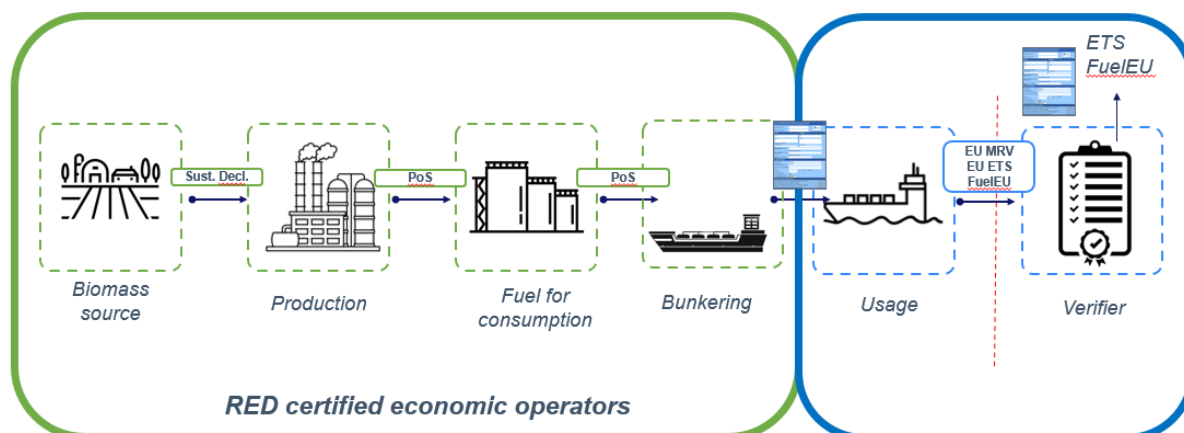 ETS
FuelEU
Sust. Decl.
PoS
PoS
EU MRV
EU ETS
FuelEU
Biomass
source
Production
Fuel for
consumption
Bunkering
Usage
Verifier
RED certified economic operators